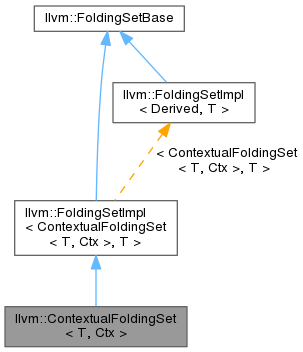 llvm::FoldingSetBase
llvm::FoldingSetImpl
< Derived, T >
< ContextualFoldingSet
< T, Ctx >, T >
llvm::FoldingSetImpl
< ContextualFoldingSet
< T, Ctx >, T >
llvm::ContextualFoldingSet
< T, Ctx >